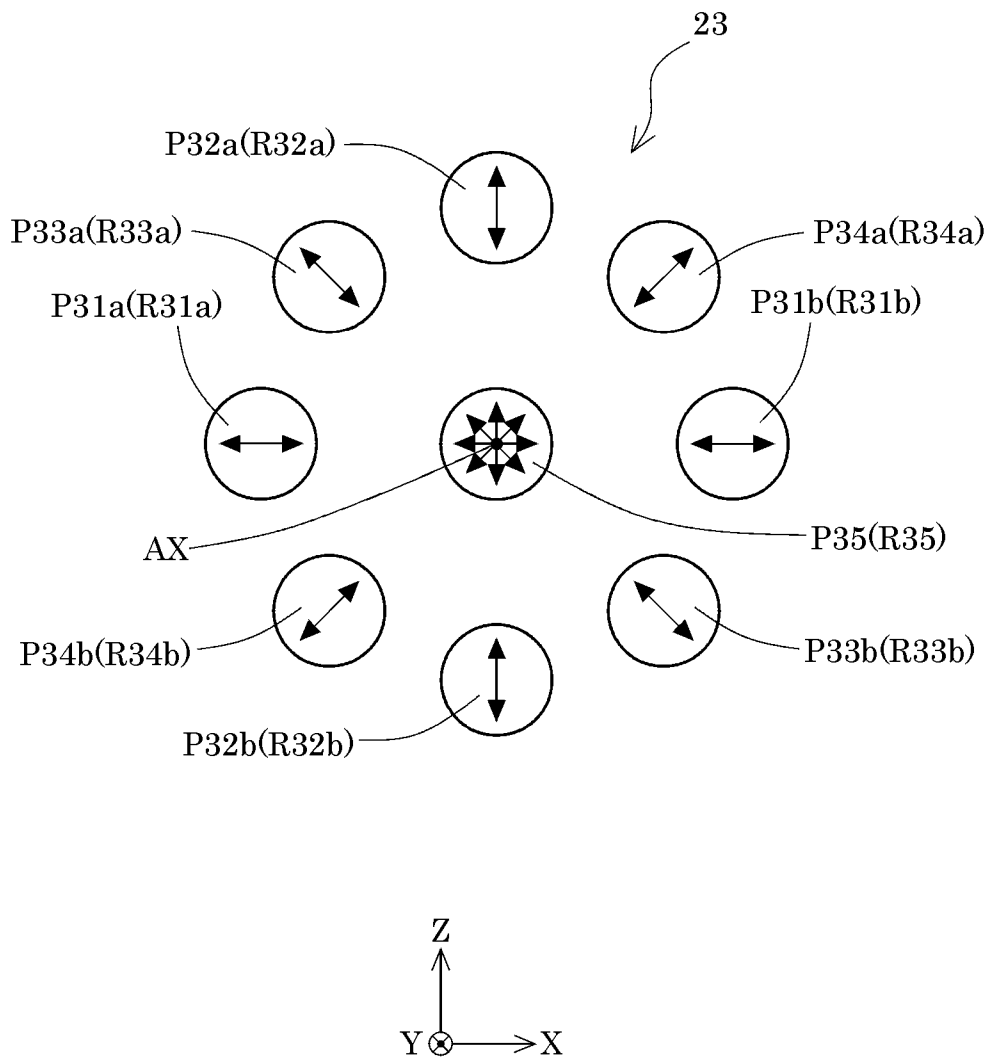 23
P32a(R32a)
P33a(R33a)
P34a(R34a)
P31a(R31a)
P31b(R31b)
AX
P35(R35)
P34b(R34b)
P33b(R33b)
P32b(R32b)
Z
Y
X